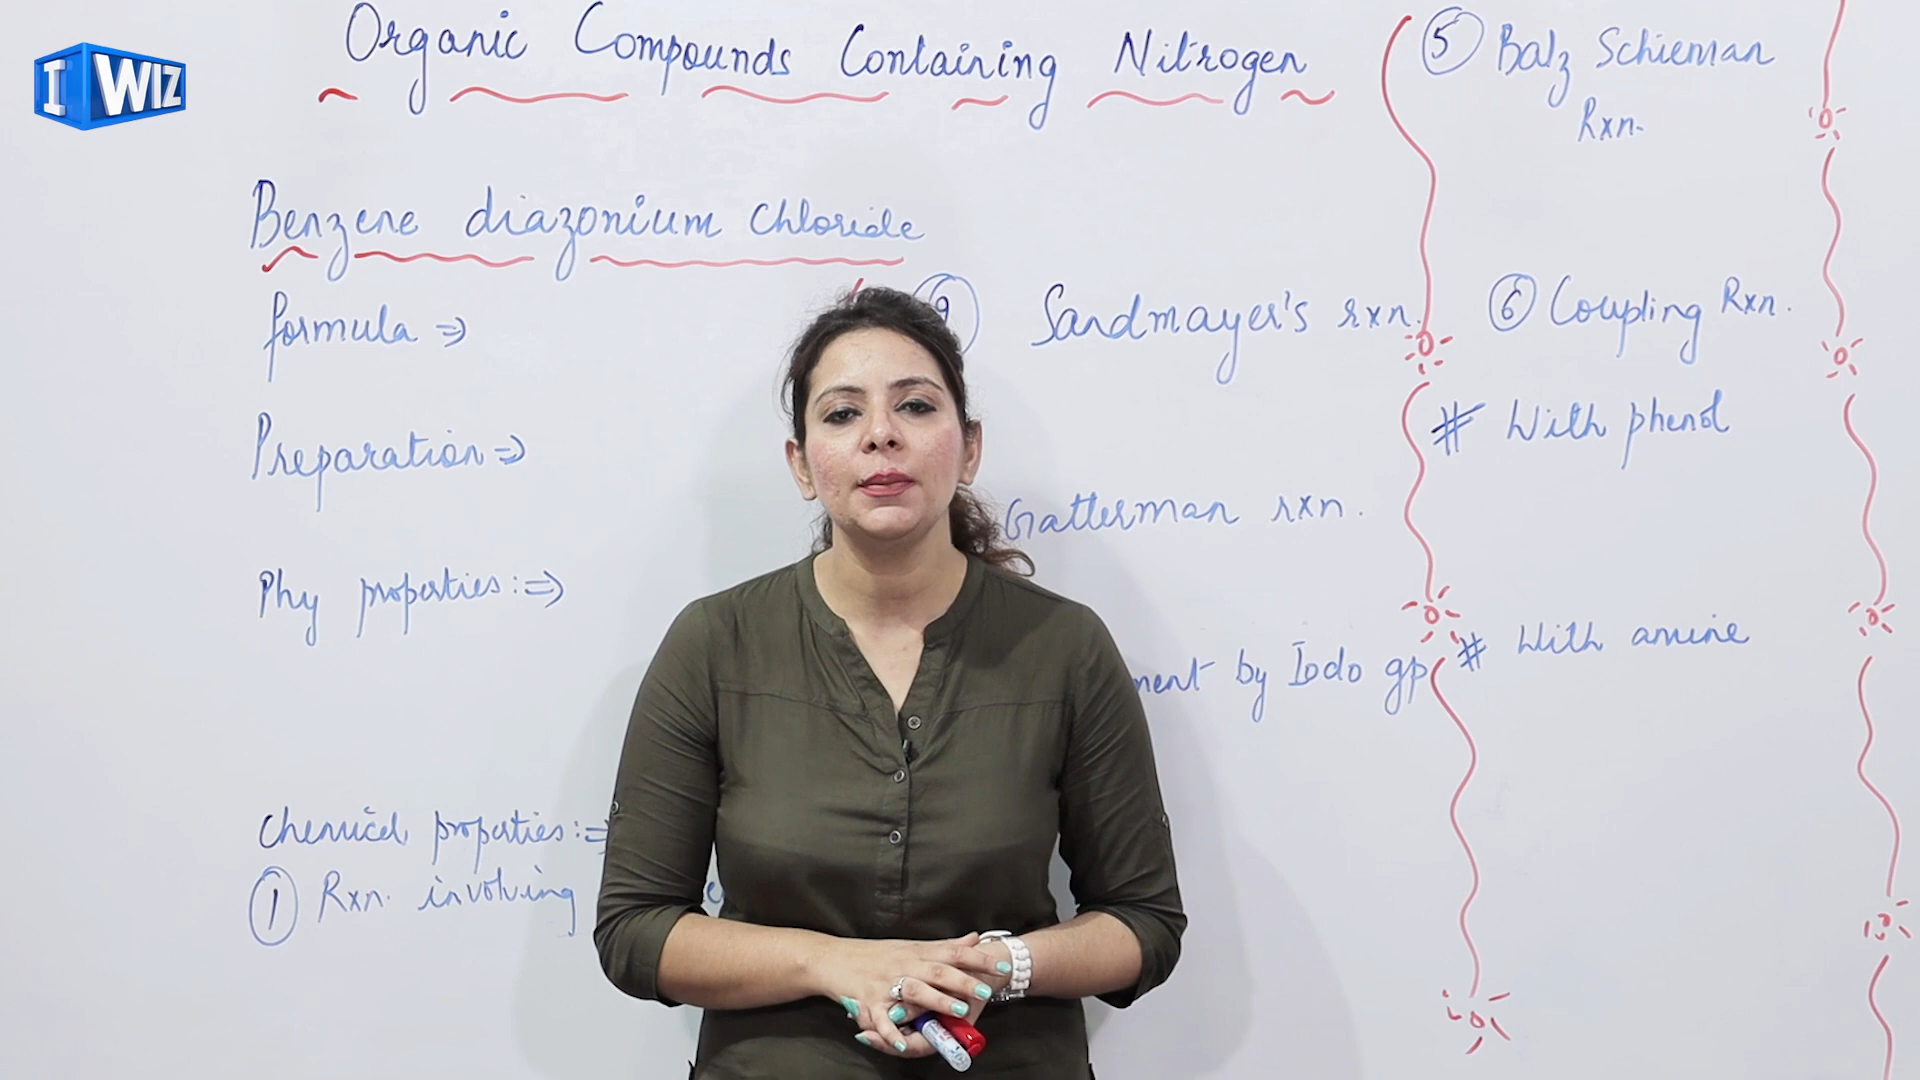 I WIZ
Organic Compounds Containing Nitrogen
Benzene diazonium Chloride
formula ⇒
Preparation ⇒
Phy properties :⇒
Chemical properties :⇒
① Rxn. involving
Sandmayer's rxn.
Gatterman rxn.
by Iodo gp
⑤ Balz Schieman
Rxn.
⑥ Coupling Rxn.
# With phenol
# With amine